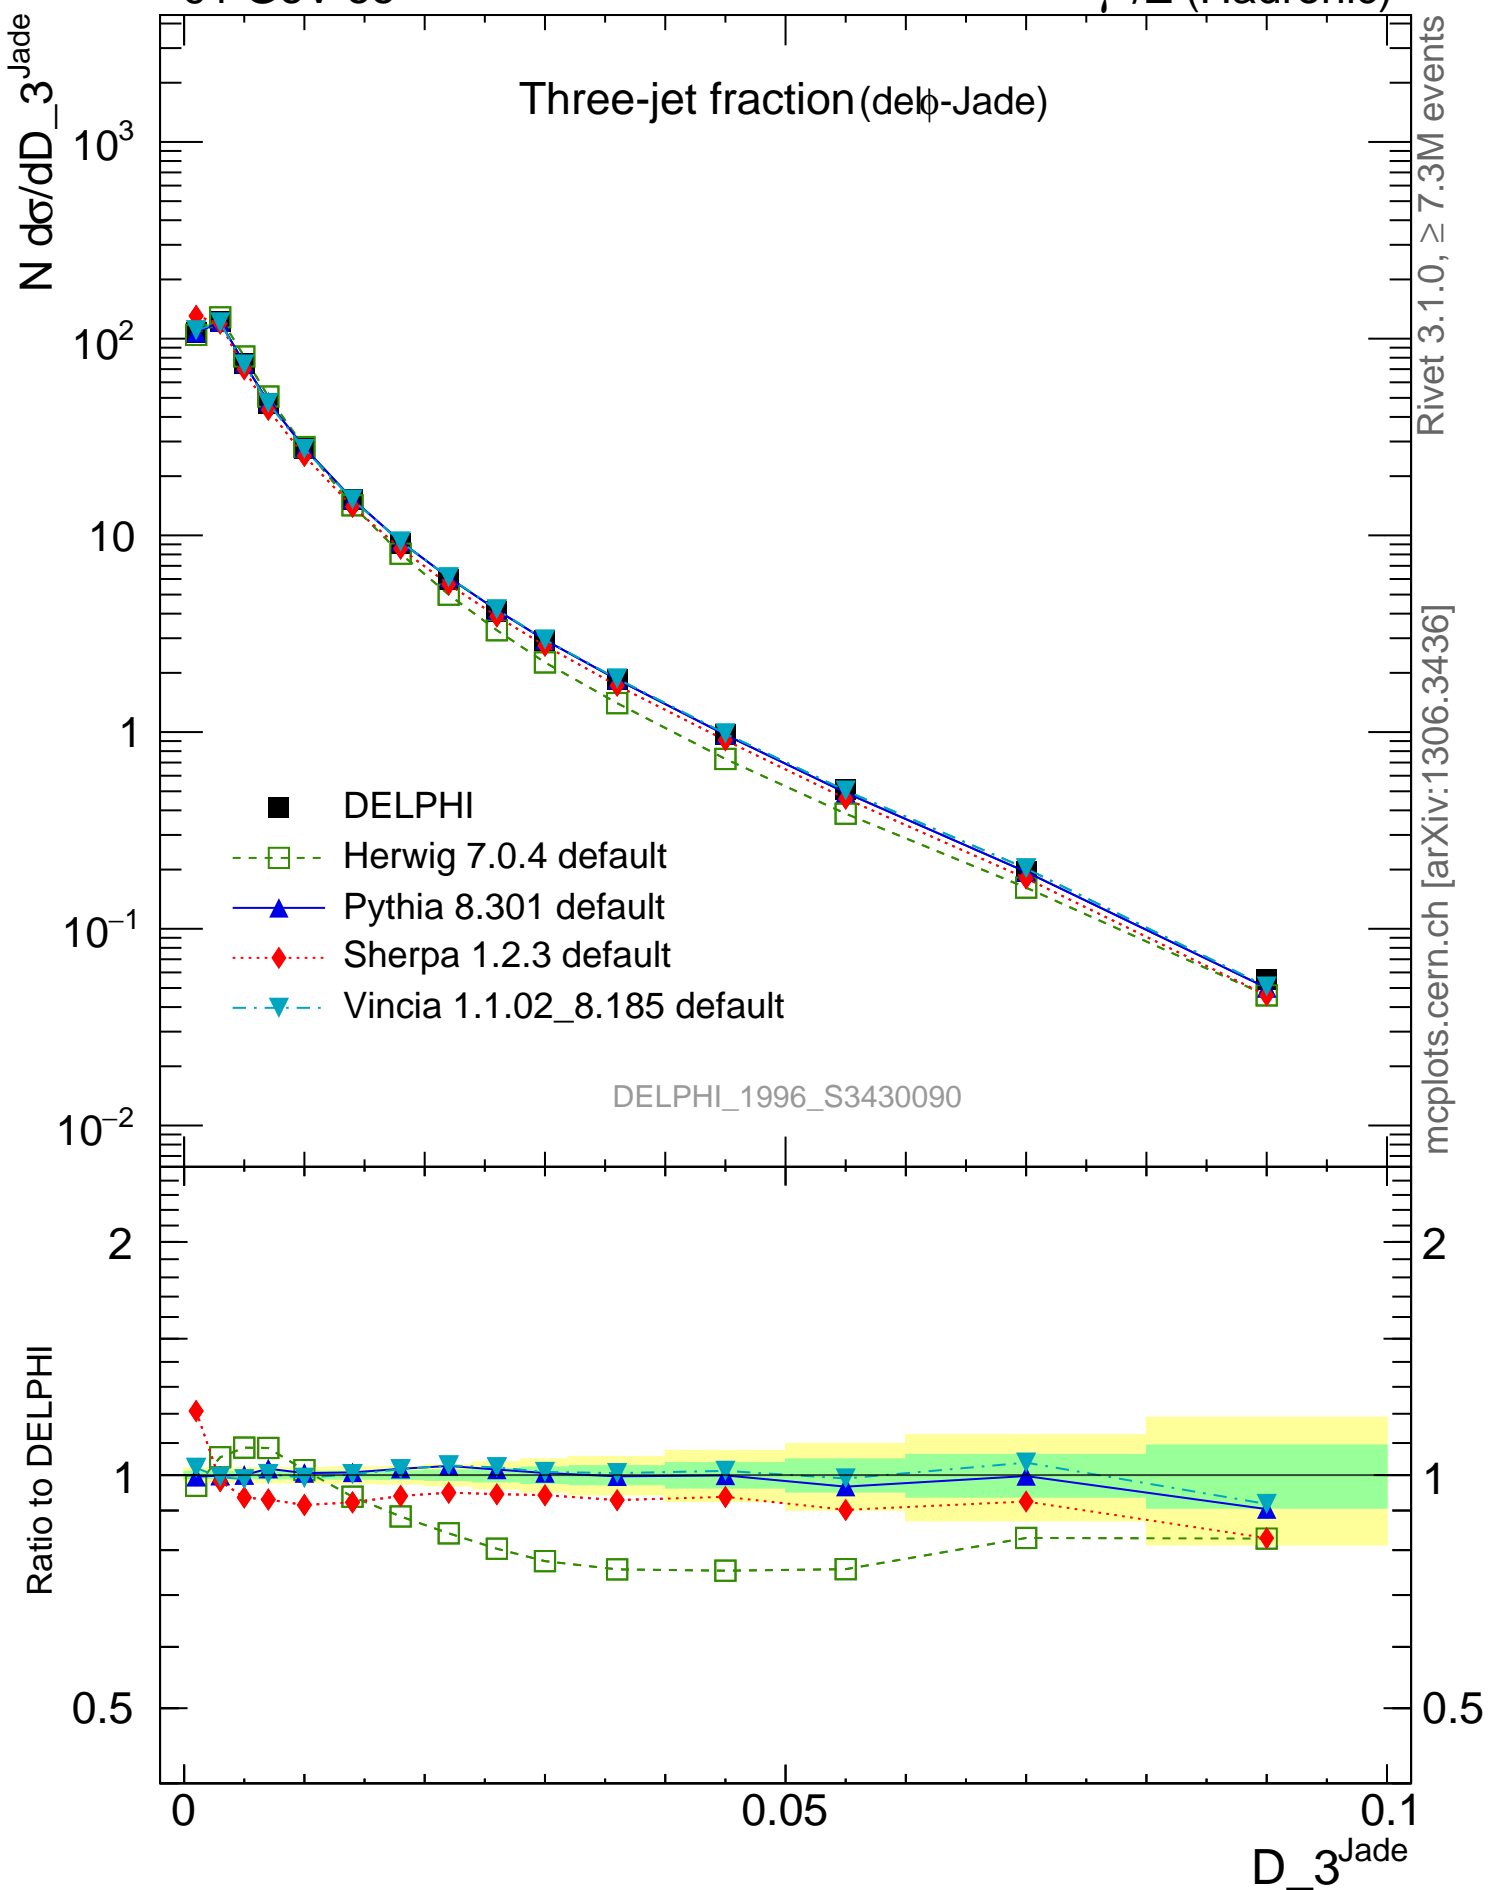 N dσ/dD_3^Jade
Three-jet fraction (delϕ-Jade)
10^3
10^2
10
1
10^−1
10^−2
DELPHI
Herwig 7.0.4 default
Pythia 8.301 default
Sherpa 1.2.3 default
Vincia 1.1.02_8.185 default
DELPHI_1996_S3430090
Rivet 3.1.0, ≥ 7.3M events
mcplots.cern.ch [arXiv:1306.3436]
Ratio to DELPHI
2
1
0.5
2
1
0.5
0
0.05
0.1
D_3^Jade